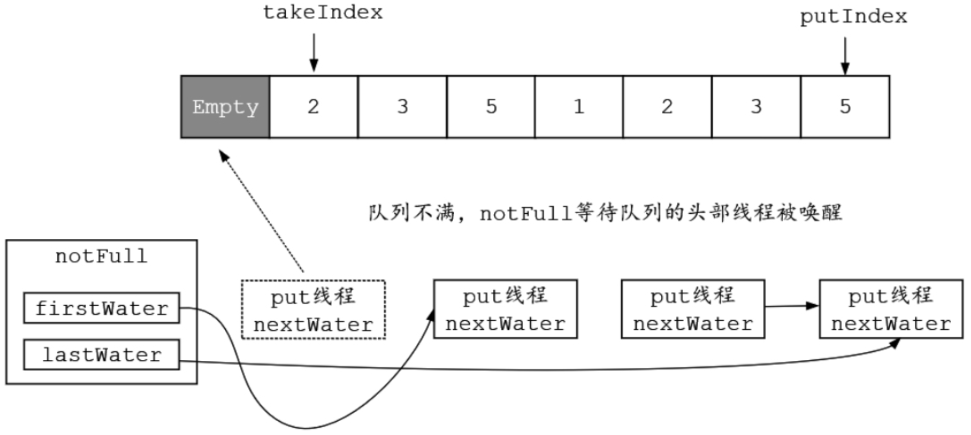 takeIndex
putIndex
Empty 2 3 5 1 2 3 5
队列不满，notFull等待队列的头部线程被唤醒
notFull
firstWater
lastWater
put线程
nextWater
put线程
nextWater
put线程
nextWater
put线程
nextWater